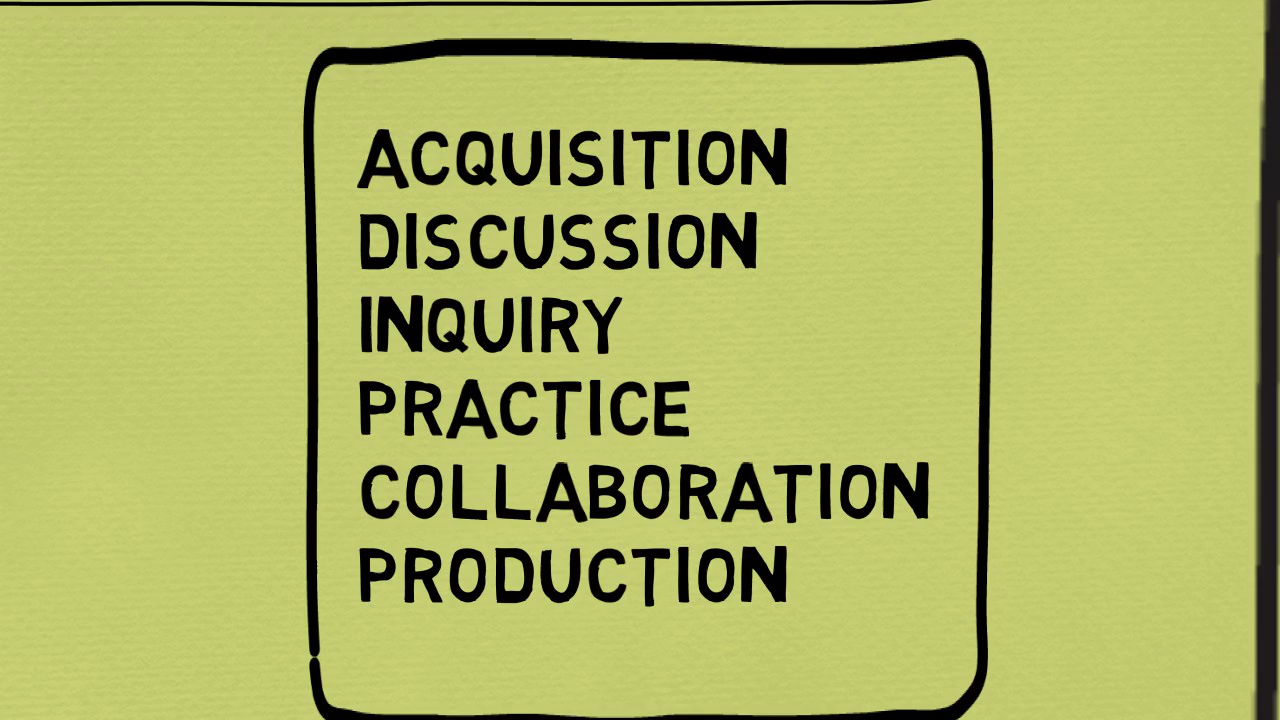 ACQUISITION
DISCUSSION
INQUIRY
PRACTICE
COLLABORATION
PRODUCTION